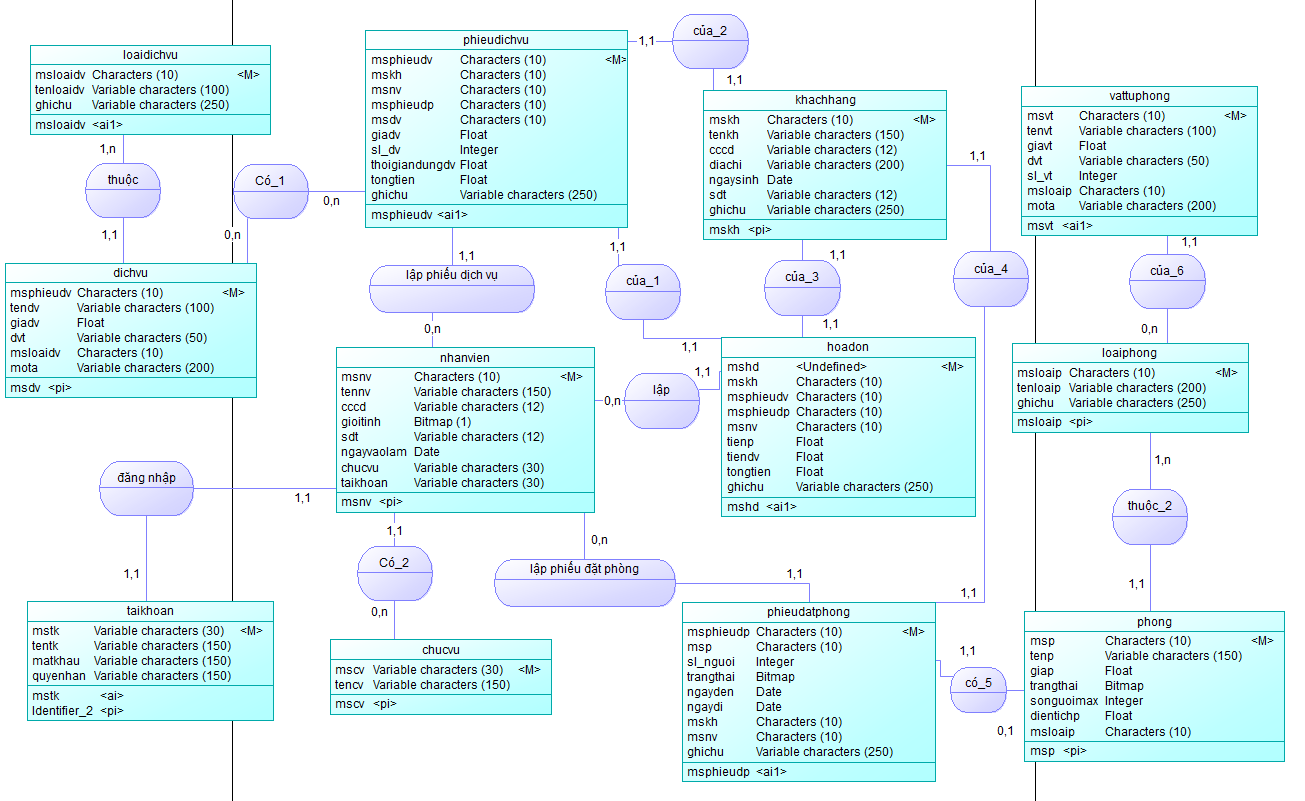 loaidichvu
msloaidv Characters (10) <M>
tenloaidv Variable characters (100)
ghichu Variable characters (250)
msloaidv <ai1>
1,n
thuộc
1,1
Có_1
0,n
0,n
phieudichvu
msphieudv Characters (10) <M>
mskh Characters (10)
msnv Characters (10)
msphieudp Characters (10)
msdv Characters (10)
giadv Float
sl_dv Integer
thoigiandungdv Float
tongtien Float
ghichu Variable characters (250)
msphieudv <ai1>
1,1
của_2
1,1
khachhang
mskh Characters (10) <M>
tenkh Variable characters (150)
cccd Variable characters (12)
diachi Variable characters (200)
ngaysinh Date
sdt Variable characters (12)
ghichu Variable characters (250)
mskh <pi>
1,1
của_4
1,1
vattuphong
msvt Characters (10) <M>
tenvt Variable characters (100)
giavt Float
dvt Variable characters (50)
sl_vt Integer
msloaip Characters (10)
mota Variable characters (200)
msvt <ai1>
1,1
của_6
0,n
dichvu
msphieudv Characters (10) <M>
tendv Variable characters (100)
giadv Float
dvt Variable characters (50)
msloaidv Characters (10)
mota Variable characters (200)
msdv <pi>
1,1
lập phiếu dịch vụ
0,n
1,1
của_1
1,1
1,1
của_3
1,1
nhanvien
msnv Characters (10) <M>
tennv Variable characters (150)
cccd Variable characters (12)
gioitinh Bitmap (1)
sdt Variable characters (12)
ngayvaolam Date
chucvu Variable characters (30)
taikhoan Variable characters (30)
msnv <pi>
0,n
lập
1,1
hoadon
mshd <Undefined> <M>
mskh Characters (10)
msphieudv Characters (10)
msphieudp Characters (10)
msnv Characters (10)
tienp Float
tiendv Float
tongtien Float
ghichu Variable characters (250)
mshd <ai1>
loaiphong
msloaip Characters (10) <M>
tenloaip Variable characters (200)
ghichu Variable characters (250)
msloaip <pi>
1,n
thuộc_2
1,1
đăng nhập
1,1
1,1
taikhoan
mstk Variable characters (30) <M>
tentk Variable characters (150)
matkhau Variable characters (150)
quyenhan Variable characters (150)
mstk <ai>
Identifier_2 <pi>
1,1
Có_2
0,n
chucvu
mscv Variable characters (30) <M>
tencv Variable characters (150)
mscv <pi>
0,n
lập phiếu đặt phòng
1,1
phieudatphong
msphieudp Characters (10) <M>
msp Characters (10)
sl_nguoi Integer
trangthai Bitmap
ngayden Date
ngaydi Date
mskh Characters (10)
msnv Characters (10)
ghichu Variable characters (250)
msphieudp <ai1>
1,1
có_5
0,1
phong
msp Characters (10) <M>
tenp Variable characters (150)
giap Float
trangthai Bitmap
songuoimax Integer
dientichp Float
msloaip Characters (10)
msp <pi>